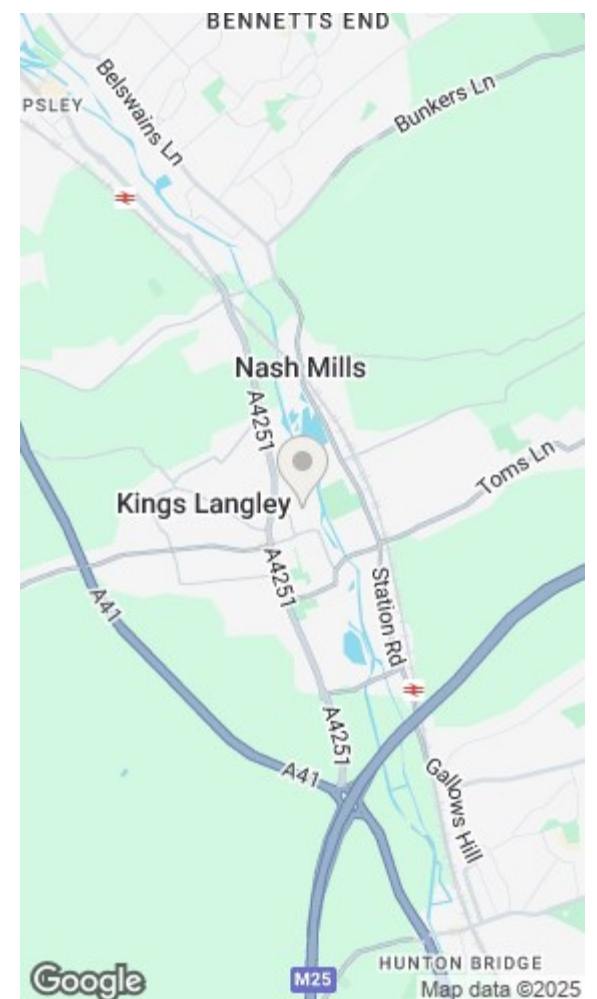 BENNETTS END
PSLEY
Belswains Ln
Bunkers Ln
Nash Mills
A4251
Toms Ln
Kings Langley
A4251
A41
Station Rd
A4251
A41
Gallows Hill
HUNTON BRIDGE
M25
Google
Map data ©2025